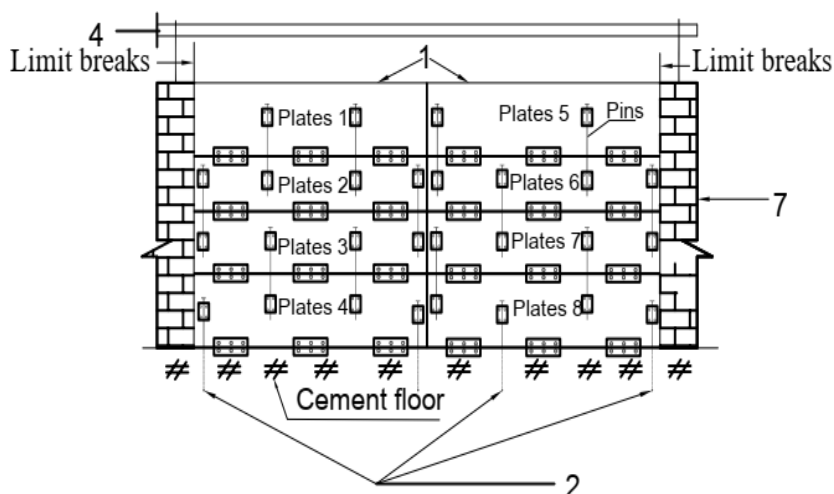 4
Limit breaks
1
Limit breaks
Plates 1
Plates 5
Pins
Plates 2
Plates 6
7
Plates 3
Plates 7
Plates 4
Plates 8
Cement floor
2